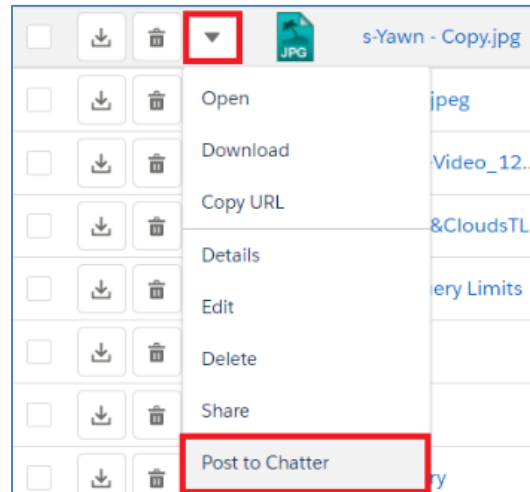 JPG
s-Yawn - Copy.jpg
Open
jpeg
Download
-Video_12..
Copy URL
&CloudsTL
Details
ery Limits
Edit
Delete
Share
Post to Chatter
ry